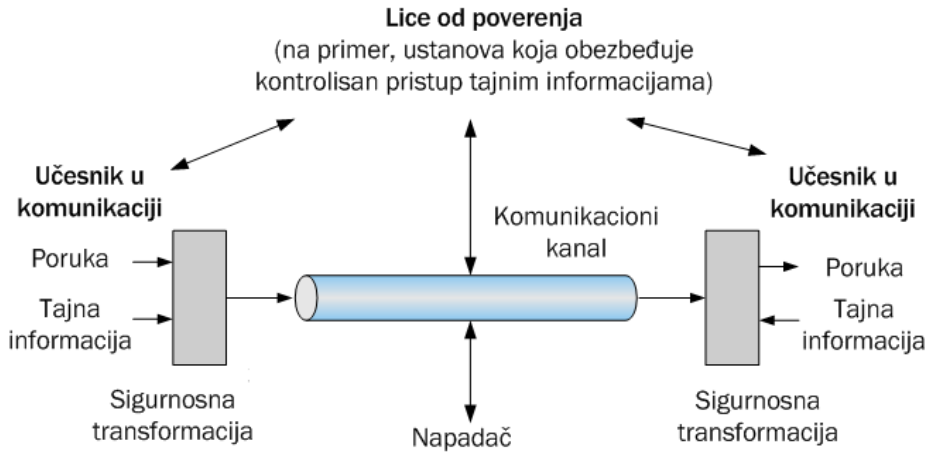 Lice od poverenja
(na primer, ustanova koja obezbeđuje
kontrolisan pristup tajnim informacijama)
Učesnik u
komunikaciji
Poruka
Tajna
informacija
Sigurnosna
transformacija
Komunikacioni
kanal
Napadač
Učesnik u
komunikaciji
Poruka
Tajna
informacija
Sigurnosna
transformacija